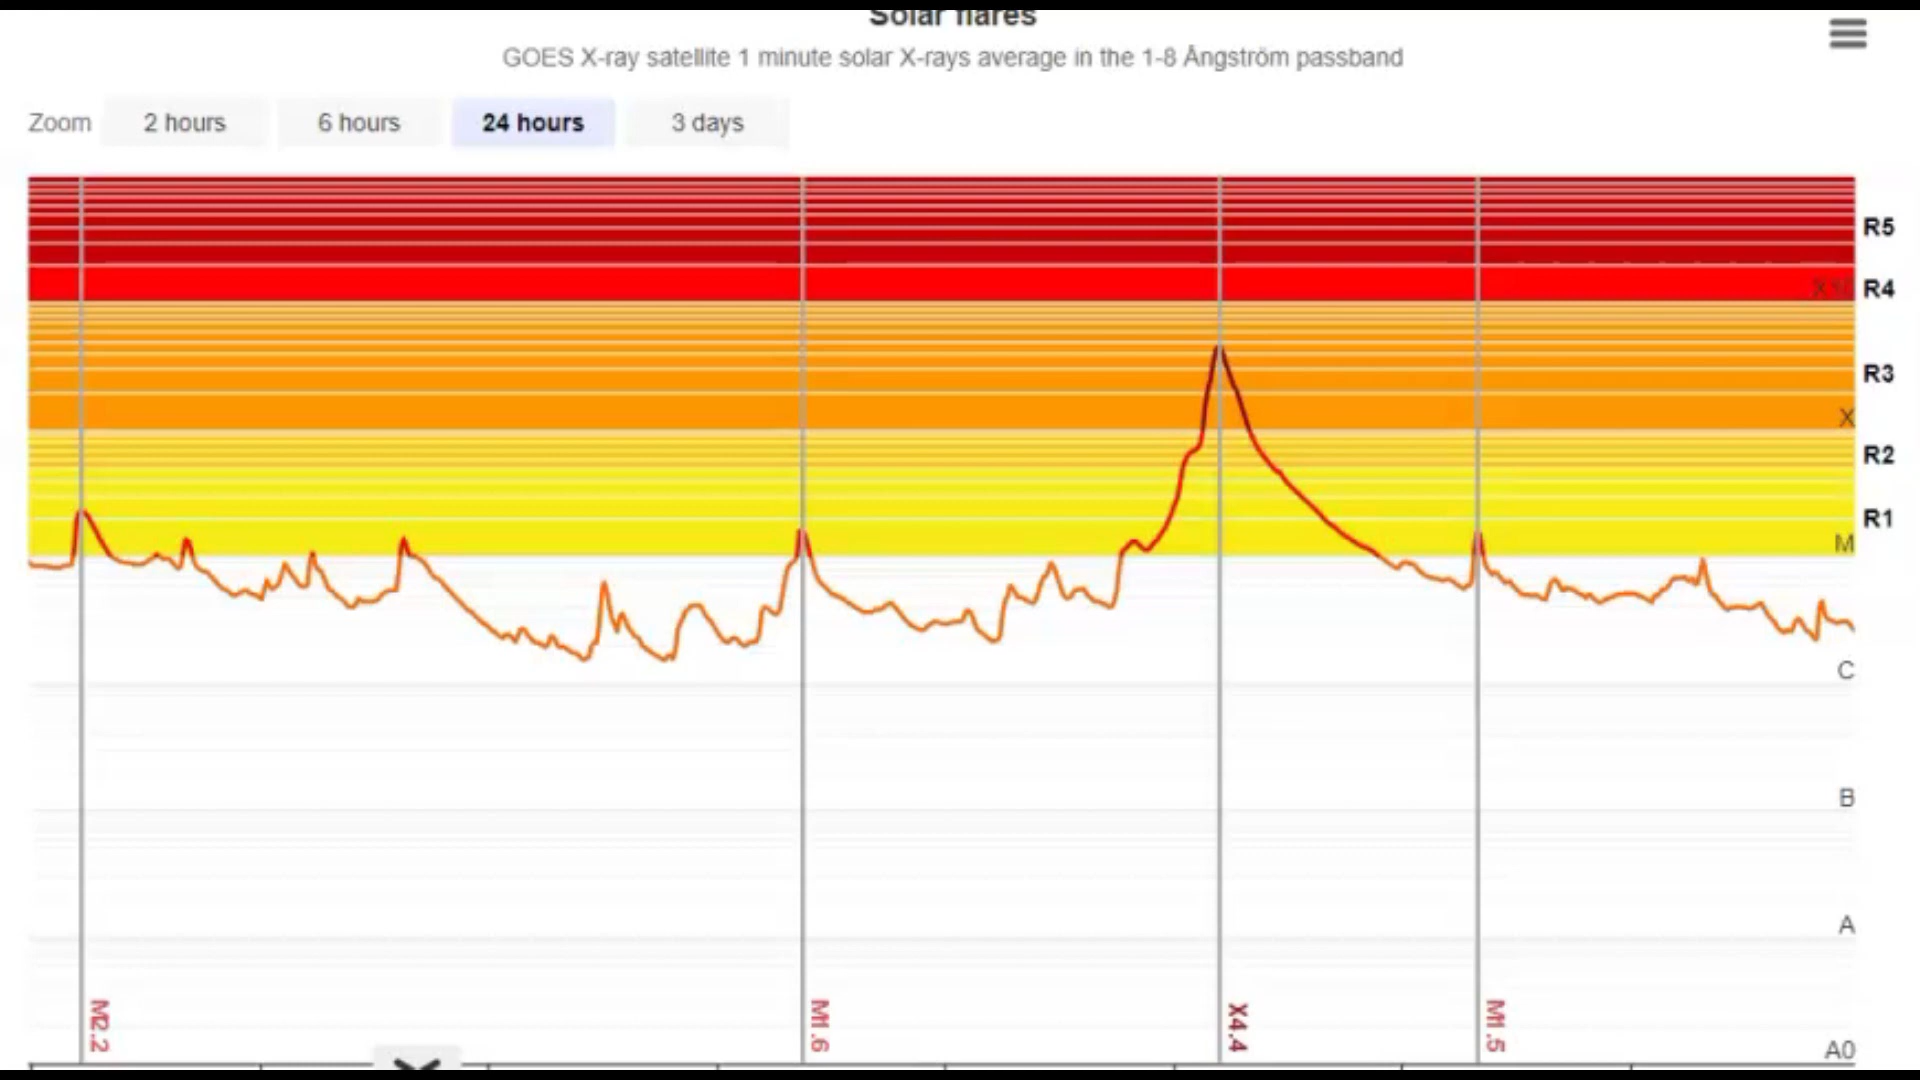 Solar flares
GOES X-ray satellite 1 minute solar X-rays average in the 1-8 Ångström passband
Zoom 2 hours 6 hours 24 hours 3 days
R5
X10 R4
R3
X
R2
R1
M
C
B
A
M2.2 M1.6 X4.4 M1.5
A0